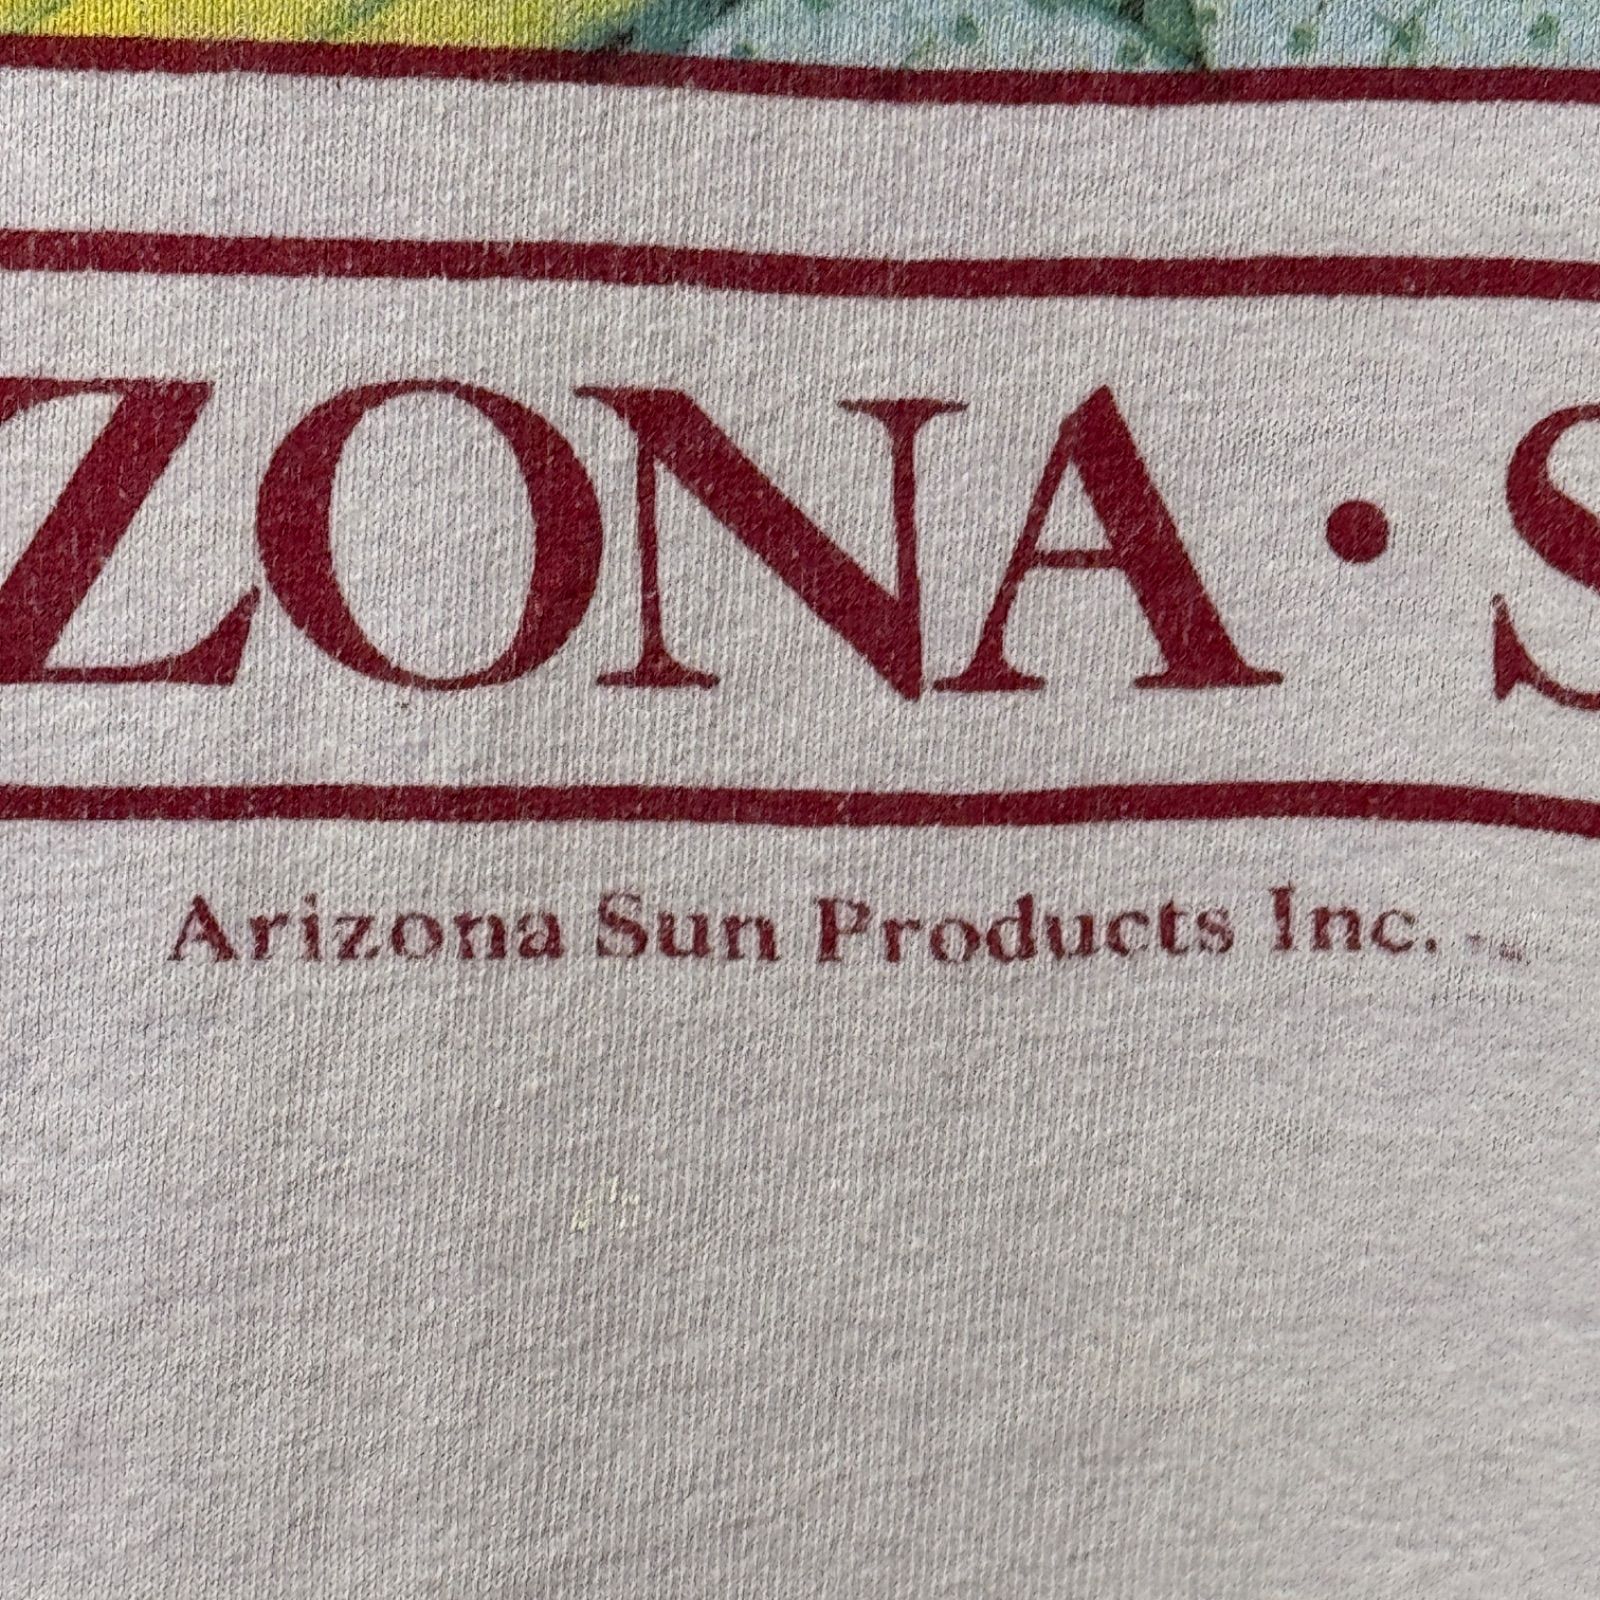 ZONA · S
Arizona Sun Products Inc.